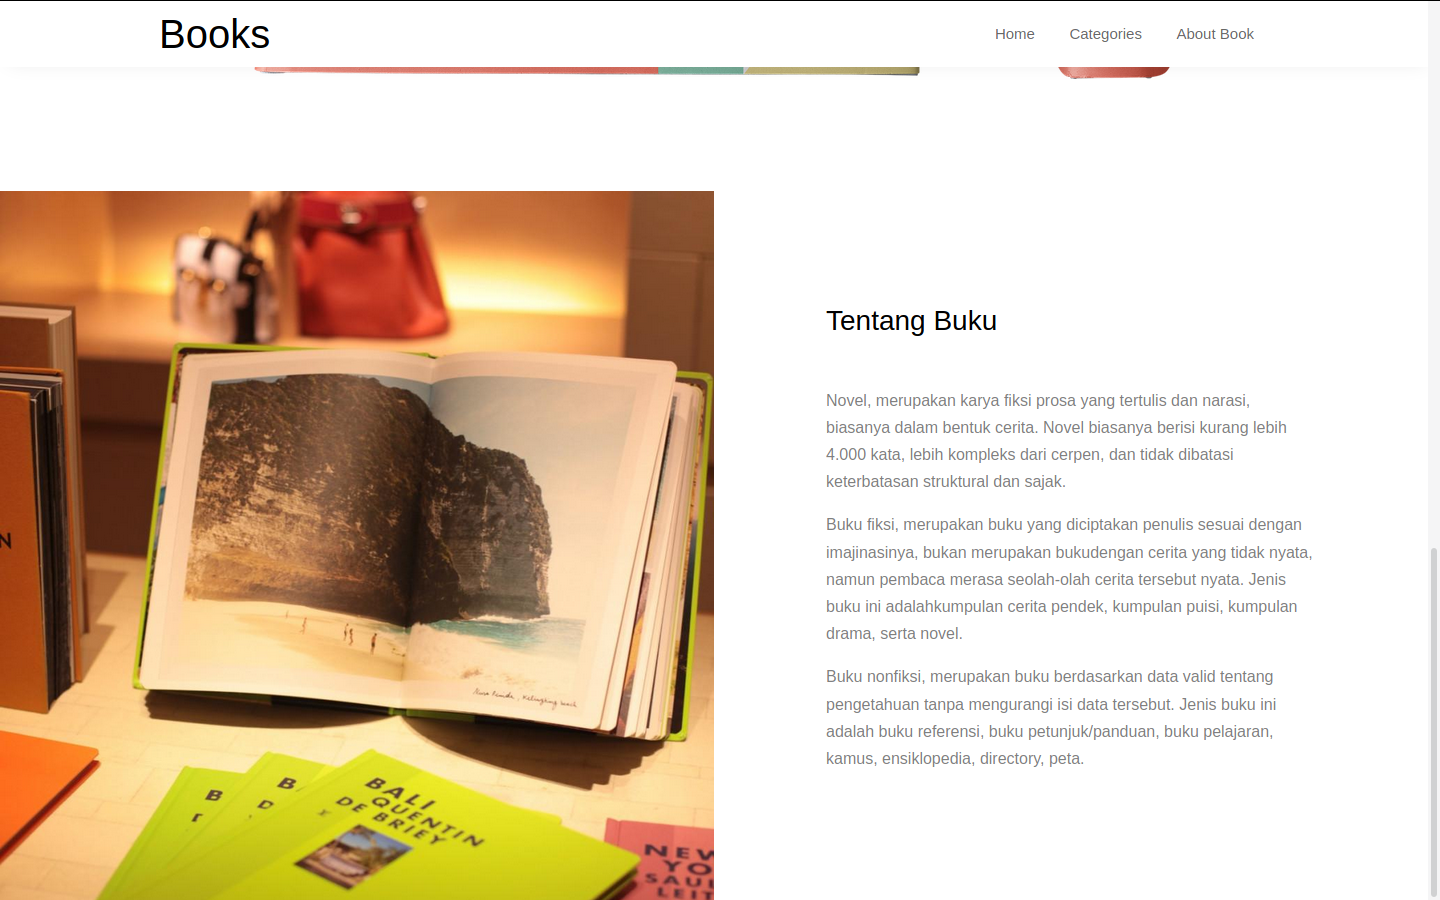 Books
Home
Categories
About Book
Tentang Buku
Novel, merupakan karya fiksi prosa yang tertulis dan narasi,
biasanya dalam bentuk cerita. Novel biasanya berisi kurang lebih
4.000 kata, lebih kompleks dari cerpen, dan tidak dibatasi
keterbatasan struktural dan sajak.
Buku fiksi, merupakan buku yang diciptakan penulis sesuai dengan
imajinasinya, bukan merupakan bukudengan cerita yang tidak nyata,
namun pembaca merasa seolah-olah cerita tersebut nyata. Jenis
buku ini adalahkumpulan cerita pendek, kumpulan puisi, kumpulan
drama, serta novel.
Buku nonfiksi, merupakan buku berdasarkan data valid tentang
pengetahuan tanpa mengurangi isi data tersebut. Jenis buku ini
adalah buku referensi, buku petunjuk/panduan, buku pelajaran,
kamus, ensiklopedia, directory, peta.
N
B
D
B
BALI
QUENTIN
DE BRIEY
NEW
YO
SAUL
LEIT